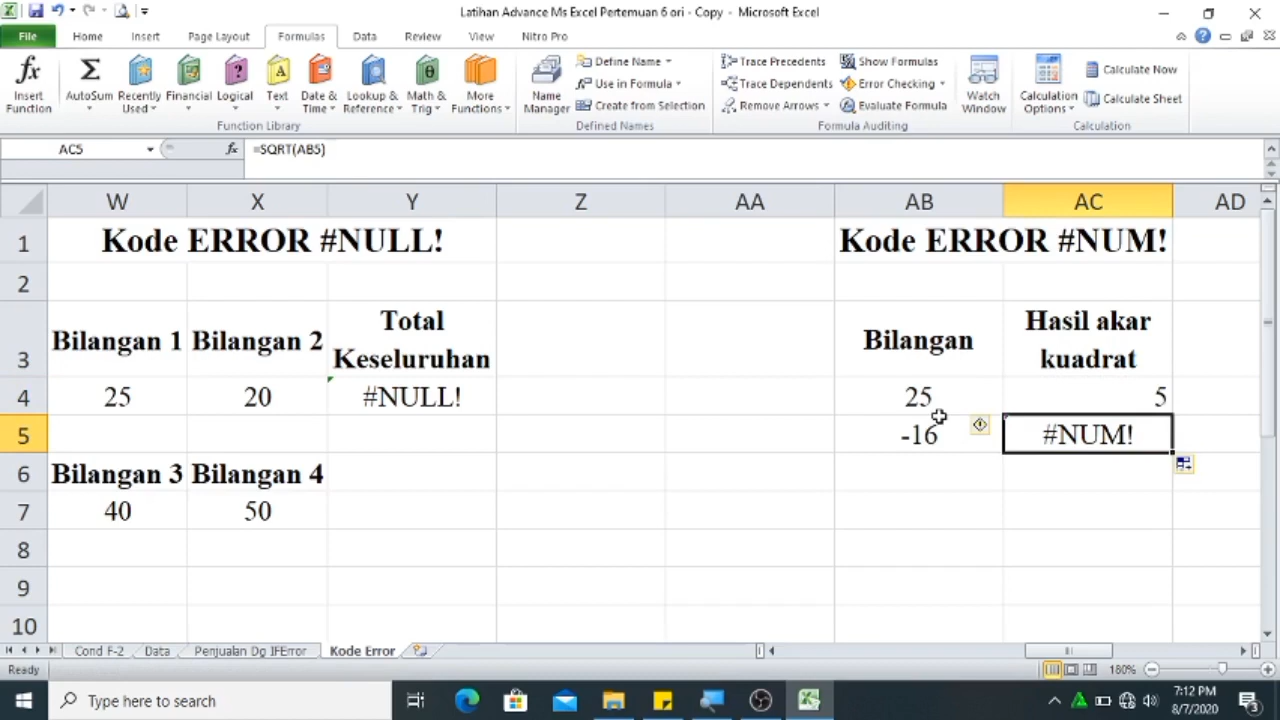 Latihan Advance Ms Excel Pertemuan 6 ori - Copy - Microsoft Excel
File Home Insert Page Layout Formulas Data Review View Nitro Pro
Insert Function
AutoSum
Recently Used
Financial
Logical
Text
Date & Time
Lookup & Reference
Math & Trig
More Functions
Function Library
Name Manager
Define Name
Use in Formula
Create from Selection
Defined Names
Trace Precedents
Trace Dependents
Remove Arrows
Show Formulas
Error Checking
Evaluate Formula
Formula Auditing
Watch Window
Calculation Options
Calculate Now
Calculate Sheet
Calculation
AC5 fx =SQRT(AB5)
W X Y Z AA AB AC AD
1 Kode ERROR #NULL! Kode ERROR #NUM!
2
3 Bilangan 1 Bilangan 2 Total Keseluruhan Bilangan Hasil akar kuadrat
4 25 20 #NULL! 25 5
5 -16 #NUM!
6 Bilangan 3 Bilangan 4
7 40 50
8
9
10
Cond F-2 Data Penjualan Dg IFError Kode Error
Ready 180%
Type here to search
7:12 PM
8/7/2020
3